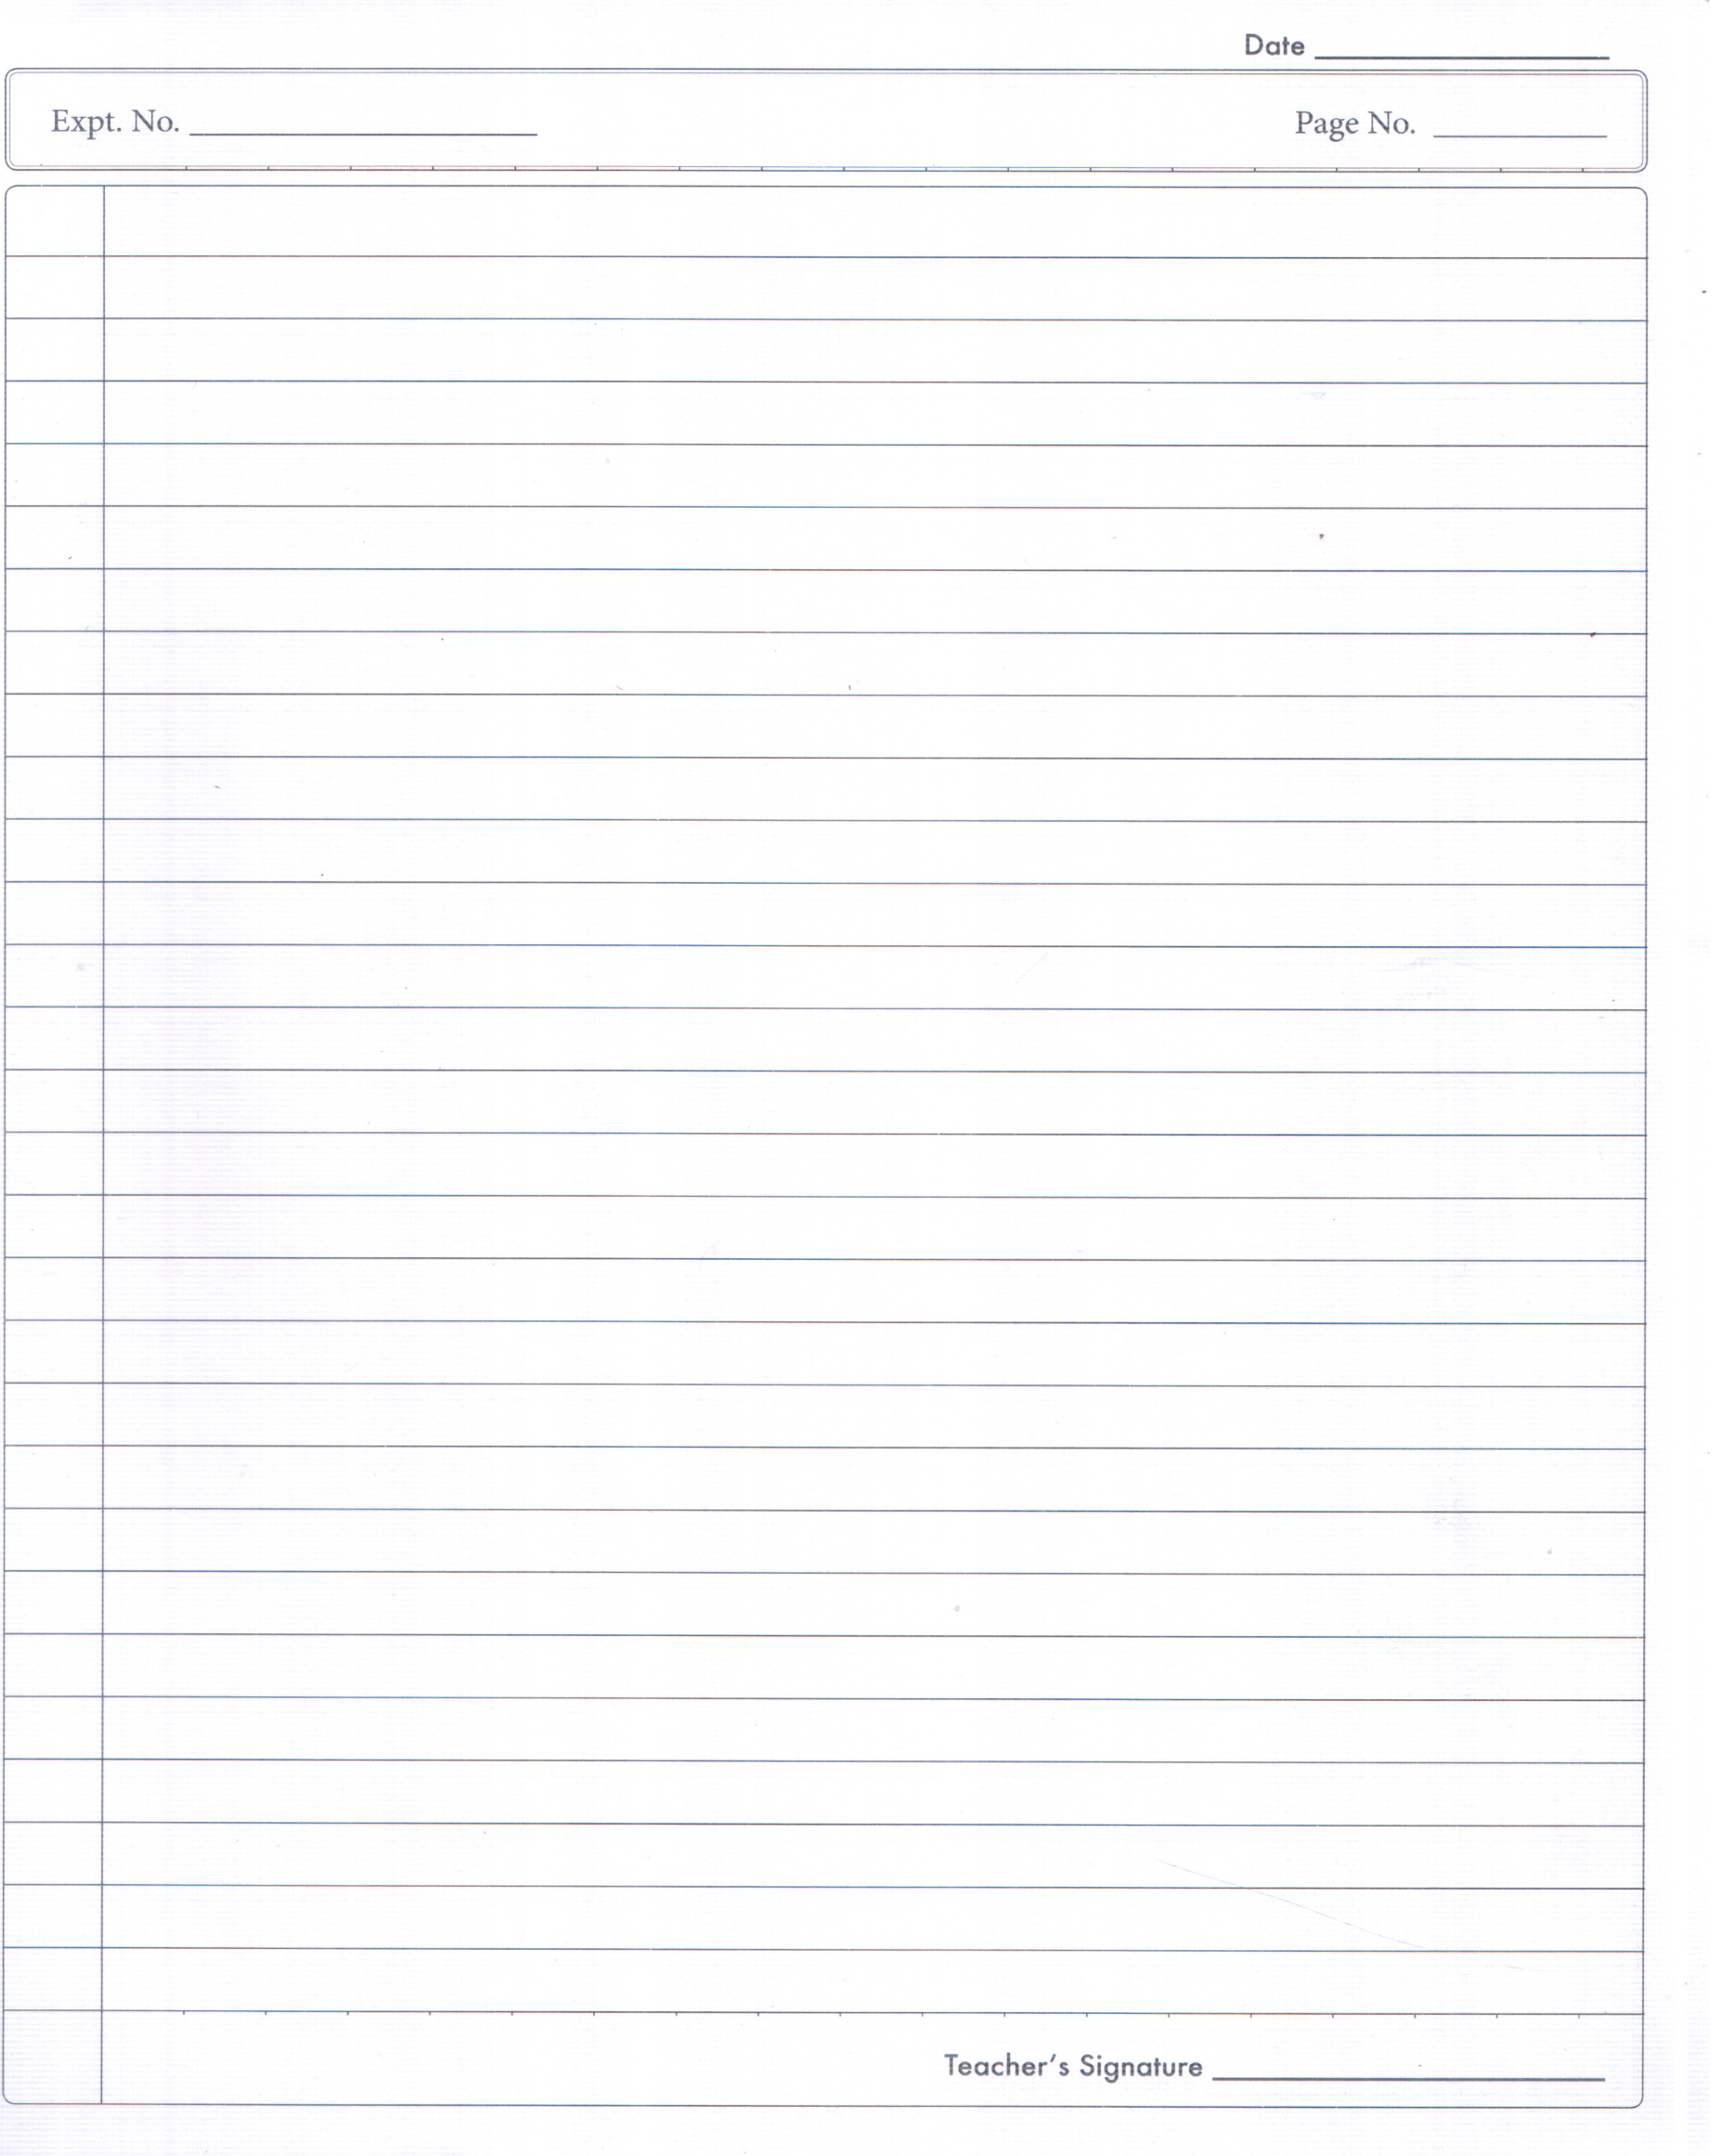 Date
Expt. No.
Page No.
Teacher's Signature